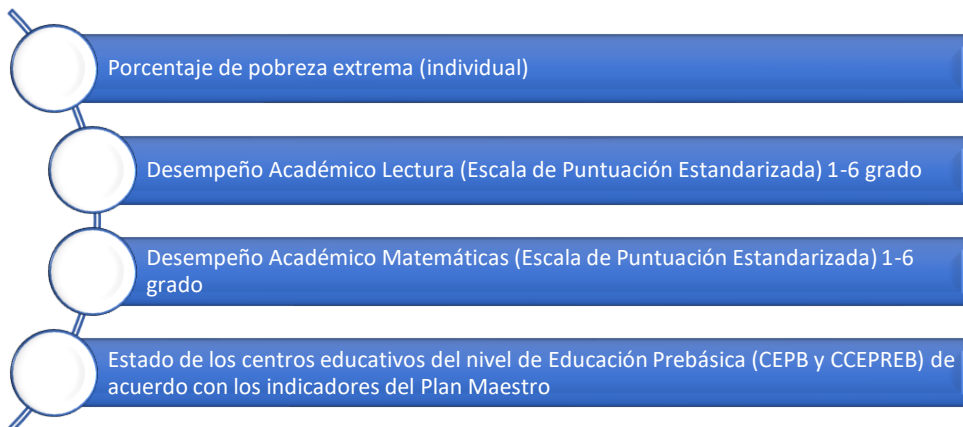 Porcentaje de pobreza extrema (individual)
Desempeño Académico Lectura (Escala de Puntuación Estandarizada) 1-6 grado
Desempeño Académico Matemáticas (Escala de Puntuación Estandarizada) 1-6
grado
Estado de los centros educativos del nivel de Educación Prebásica (CEPB y CCEPREB) de
acuerdo con los indicadores del Plan Maestro